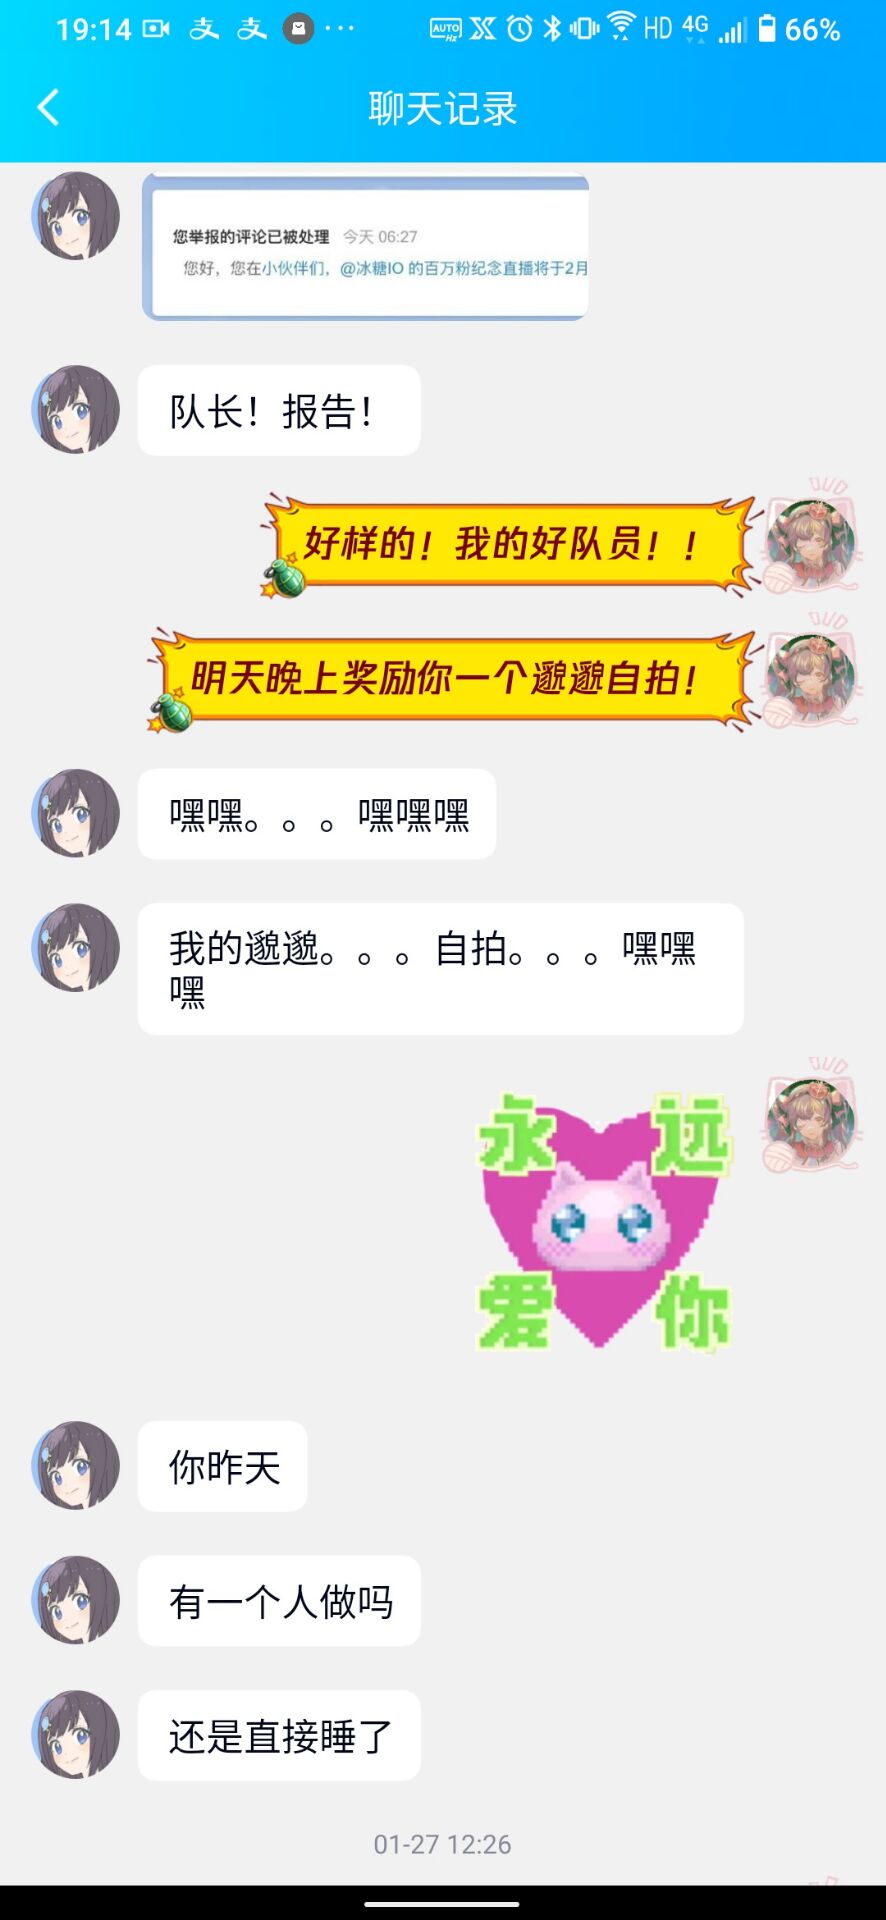 19:14 支 支 ··· AUTO Hz HD 4G 66%
聊天记录
您举报的评论已被处理 今天 06:27
您好，您在小伙伴们，@冰糖IO 的百万粉纪念直播将于2月
队长！报告！
好样的！我的好队员！！
明天晚上奖励你一个邈邈自拍！
嘿嘿。。。嘿嘿嘿
我的邈邈。。。自拍。。。嘿嘿
嘿
永远
爱你
你昨天
有一个人做吗
还是直接睡了
01-27 12:26